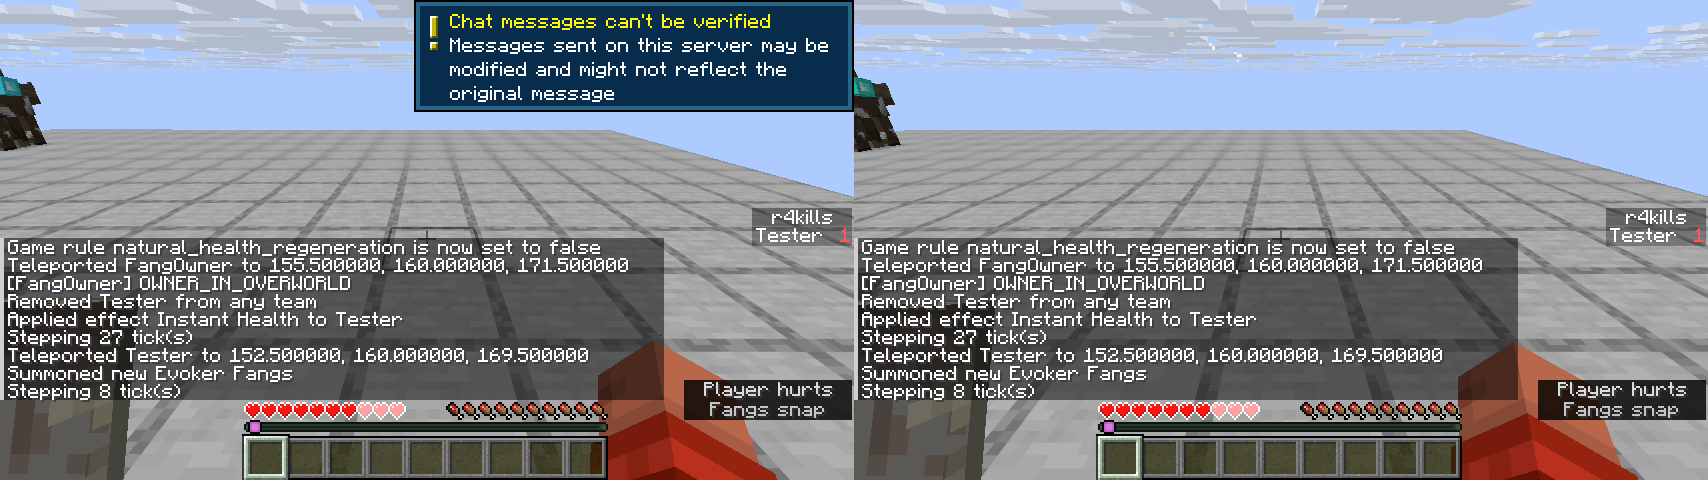 Chat messages can't be verified
Messages sent on this server may be
modified and might not reflect the
original message
r4kills
Tester 1
Game rule natural_health_regeneration is now set to false
Teleported FangOwner to 155.500000, 160.000000, 171.500000
[FangOwner] OWNER_IN_OVERWORLD
Removed Tester from any team
Applied effect Instant Health to Tester
Stepping 27 tick(s)
Teleported Tester to 152.500000, 160.000000, 169.500000
Summoned new Evoker Fangs
Stepping 8 tick(s)
Player hurts
Fangs snap
r4kills
Tester 1
Game rule natural_health_regeneration is now set to false
Teleported FangOwner to 155.500000, 160.000000, 171.500000
[FangOwner] OWNER_IN_OVERWORLD
Removed Tester from any team
Applied effect Instant Health to Tester
Stepping 27 tick(s)
Teleported Tester to 152.500000, 160.000000, 169.500000
Summoned new Evoker Fangs
Stepping 8 tick(s)
Player hurts
Fangs snap